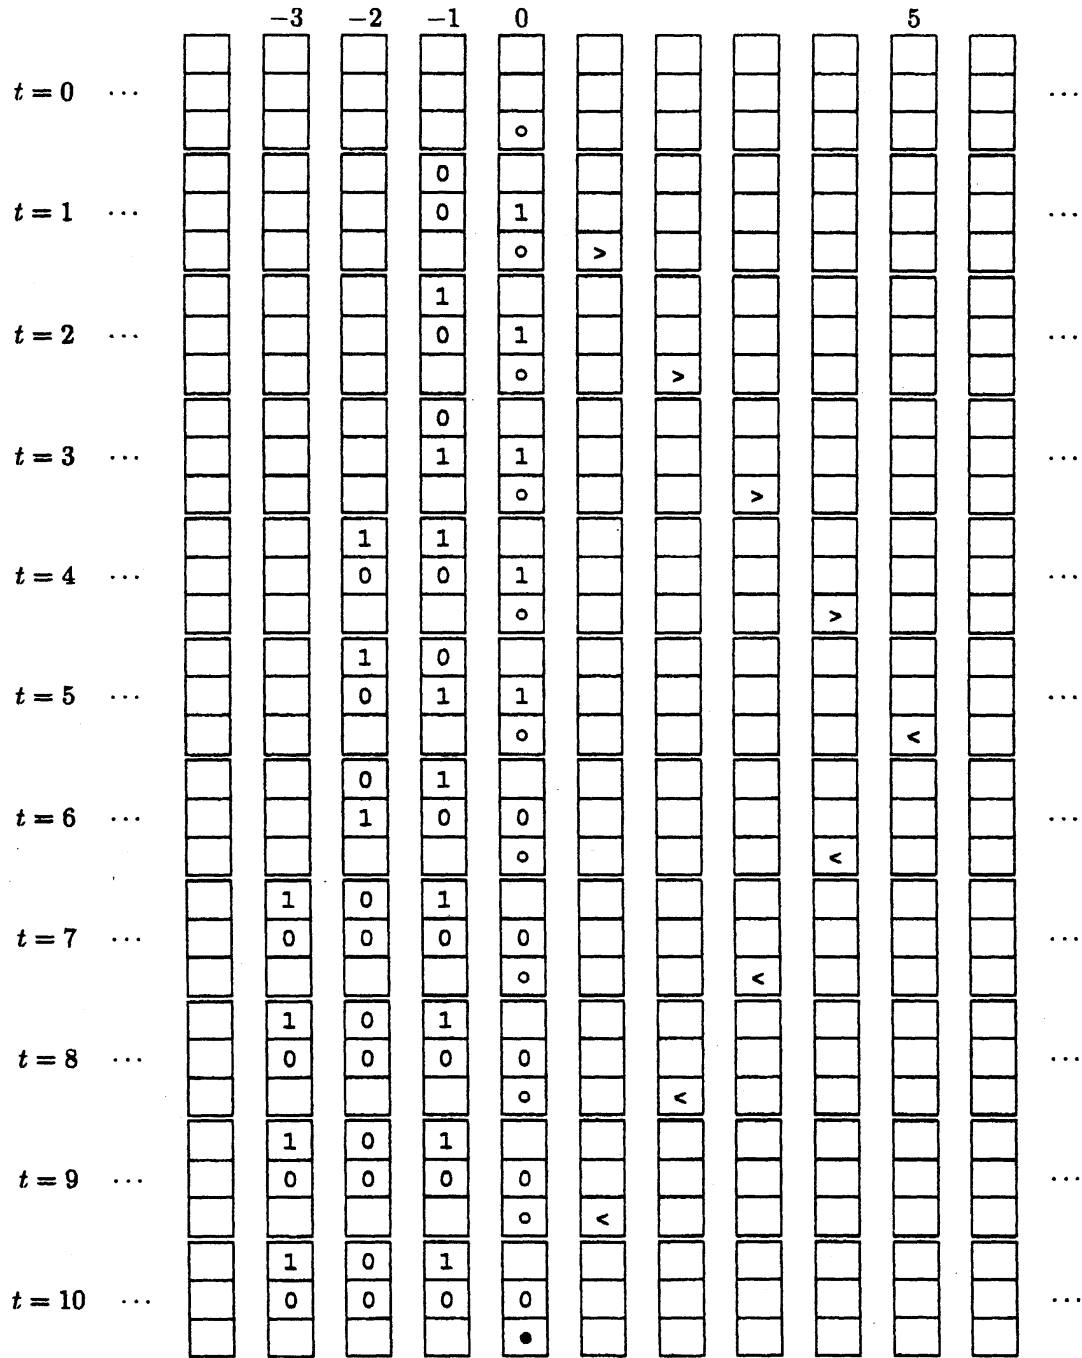 −3 −2 −1 0 5
t = 0 ··· ∘ ···
0
t = 1 ··· 0 1 ···
∘ >
1
t = 2 ··· 0 1 ···
∘ >
0
t = 3 ··· 1 1 ···
∘ >
1 1
t = 4 ··· 0 0 1 ···
∘ >
1 0
t = 5 ··· 0 1 1 ···
∘ <
0 1
t = 6 ··· 1 0 0 ···
∘ <
1 0 1
t = 7 ··· 0 0 0 0 ···
∘ <
1 0 1
t = 8 ··· 0 0 0 0 ···
∘ <
1 0 1
t = 9 ··· 0 0 0 0 ···
∘ <
1 0 1
t = 10 ··· 0 0 0 0 ···
•